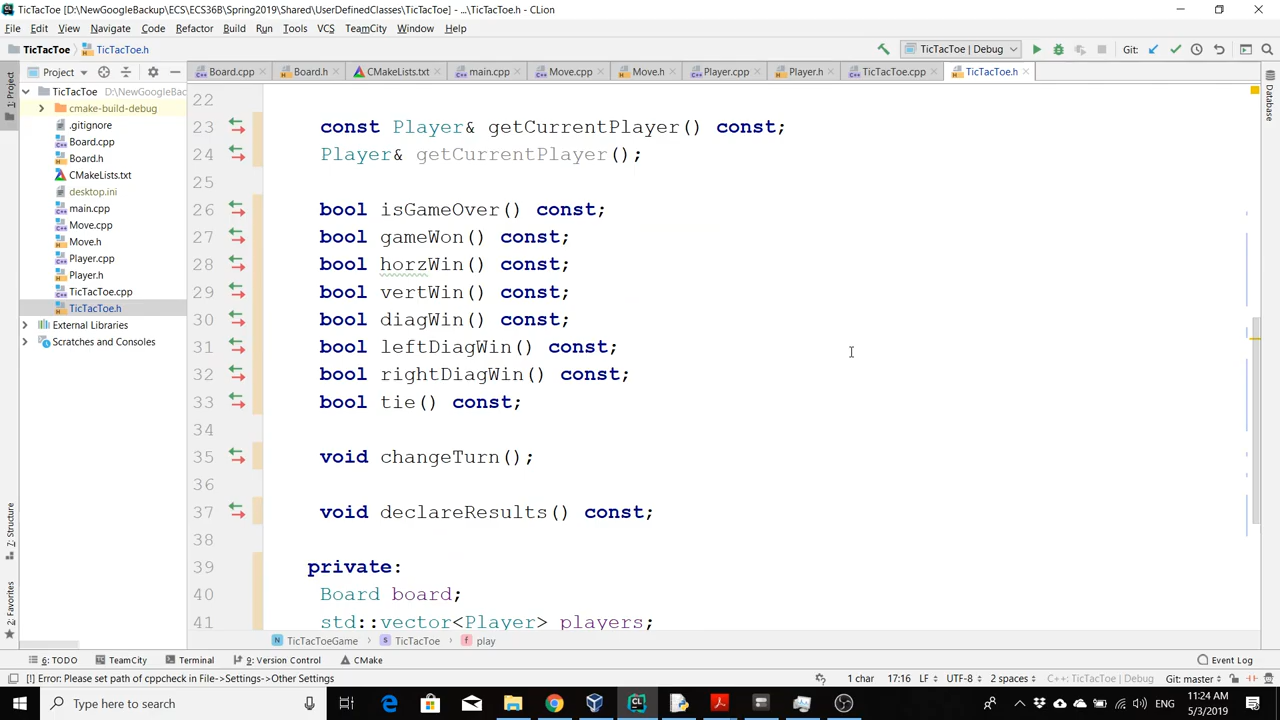 TicTacToe [D:\NewGoogleBackup\ECS\ECS36B\Spring2019\Shared\UserDefinedClasses\TicTacToe] - ...\TicTacToe.h - CLion
File Edit View Navigate Code Refactor Build Run Tools VCS TeamCity Window Help
TicTacToe TicTacToe.h TicTacToe | Debug Git:
Project Board.cpp Board.h CMakeLists.txt main.cpp Move.cpp Move.h Player.cpp Player.h TicTacToe.cpp TicTacToe.h
1: Project
7: Structure
2: Favorites
Database
TicTacToe D:\NewGoogleBac
cmake-build-debug
.gitignore
Board.cpp
Board.h
CMakeLists.txt
desktop.ini
main.cpp
Move.cpp
Move.h
Player.cpp
Player.h
TicTacToe.cpp
TicTacToe.h
External Libraries
Scratches and Consoles
22
23 const Player& getCurrentPlayer() const;
24 Player& getCurrentPlayer();
25
26 bool isGameOver() const;
27 bool gameWon() const;
28 bool horzWin() const;
29 bool vertWin() const;
30 bool diagWin() const;
31 bool leftDiagWin() const;
32 bool rightDiagWin() const;
33 bool tie() const;
34
35 void changeTurn();
36
37 void declareResults() const;
38
39 private:
40 Board board;
41 std::vector<Player> players;
TicTacToeGame TicTacToe play
6: TODO TeamCity Terminal 9: Version Control CMake Event Log
[!] Error: Please set path of cppcheck in File->Settings->Other Settings 1 char 17:16 LF UTF-8 2 spaces C++: TicTacToe | Debug Git: master
Type here to search ENG 11:24 AM
5/3/2019